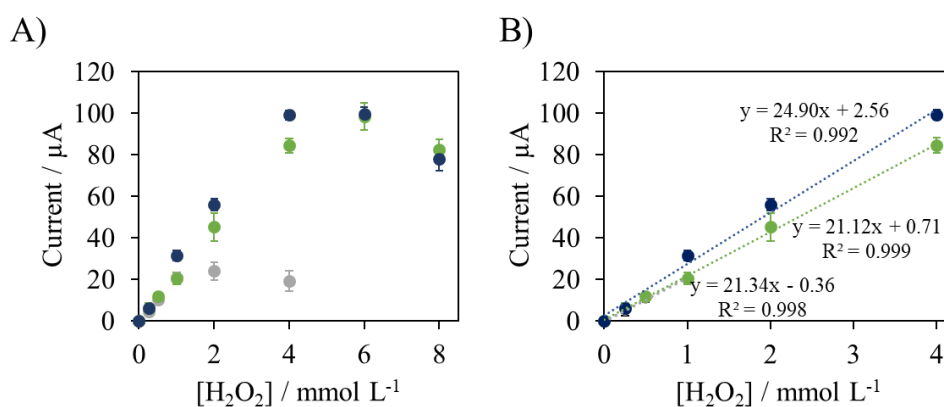 A)
120
100
80
60
40
20
0
Current / µA
0 2 4 6 8
[H₂O₂] / mmol L⁻¹
B)
120
100
80
60
40
20
0
Current / µA
y = 24.90x + 2.56
R² = 0.992
y = 21.12x + 0.71
R² = 0.999
y = 21.34x - 0.36
R² = 0.998
0 1 2 3 4
[H₂O₂] / mmol L⁻¹